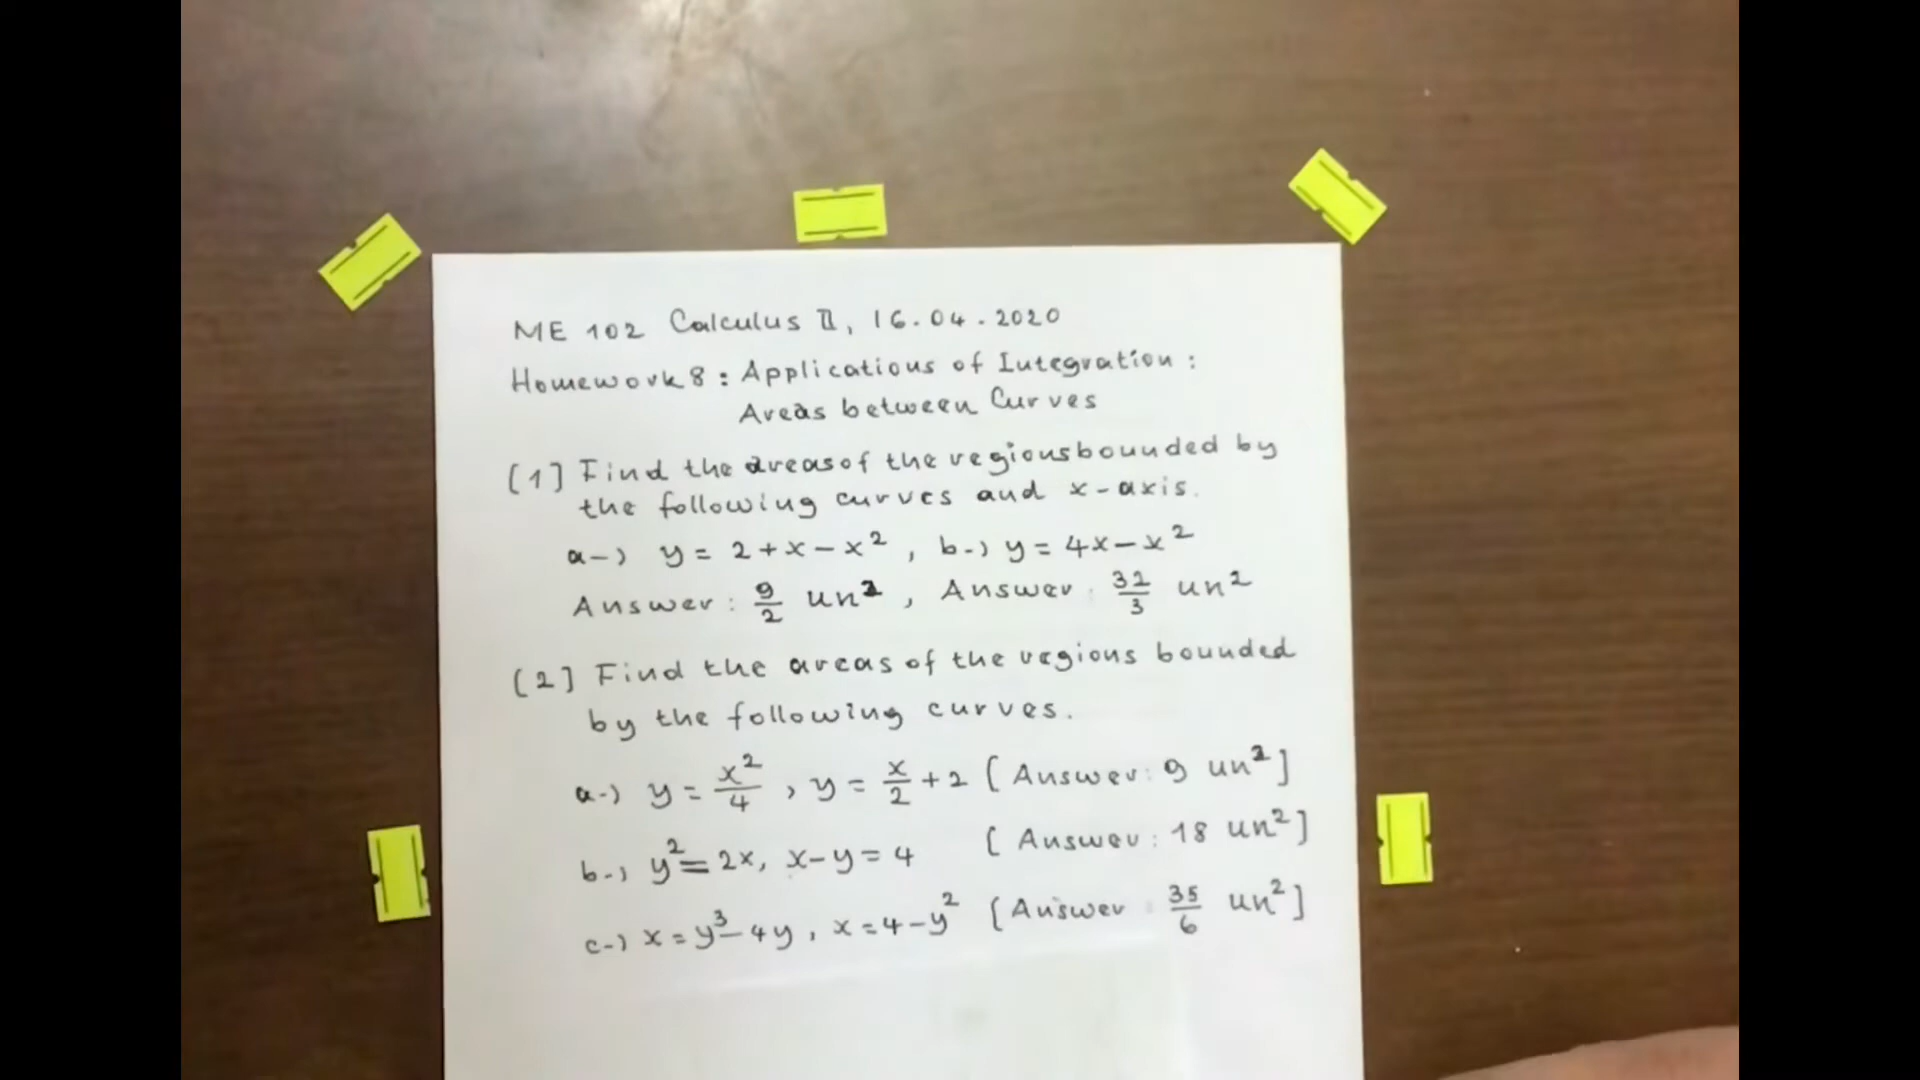 ME 102 Calculus II, 16.04.2020
Homework 8: Applications of Integration:
Areas between Curves
[1] Find the areas of the regions bounded by
the following curves and x-axis.
a-) y = 2+x-x², b-) y = 4x-x²
Answer: 9/2 un², Answer: 32/3 un²
[2] Find the areas of the regions bounded
by the following curves.
a-) y = x²/4, y = x/2 + 2 [Answer: 9 un²]
b-) y² = 2x, x-y = 4 [Answer: 18 un²]
c-) x = y³-4y, x = 4-y² [Answer: 35/6 un²]